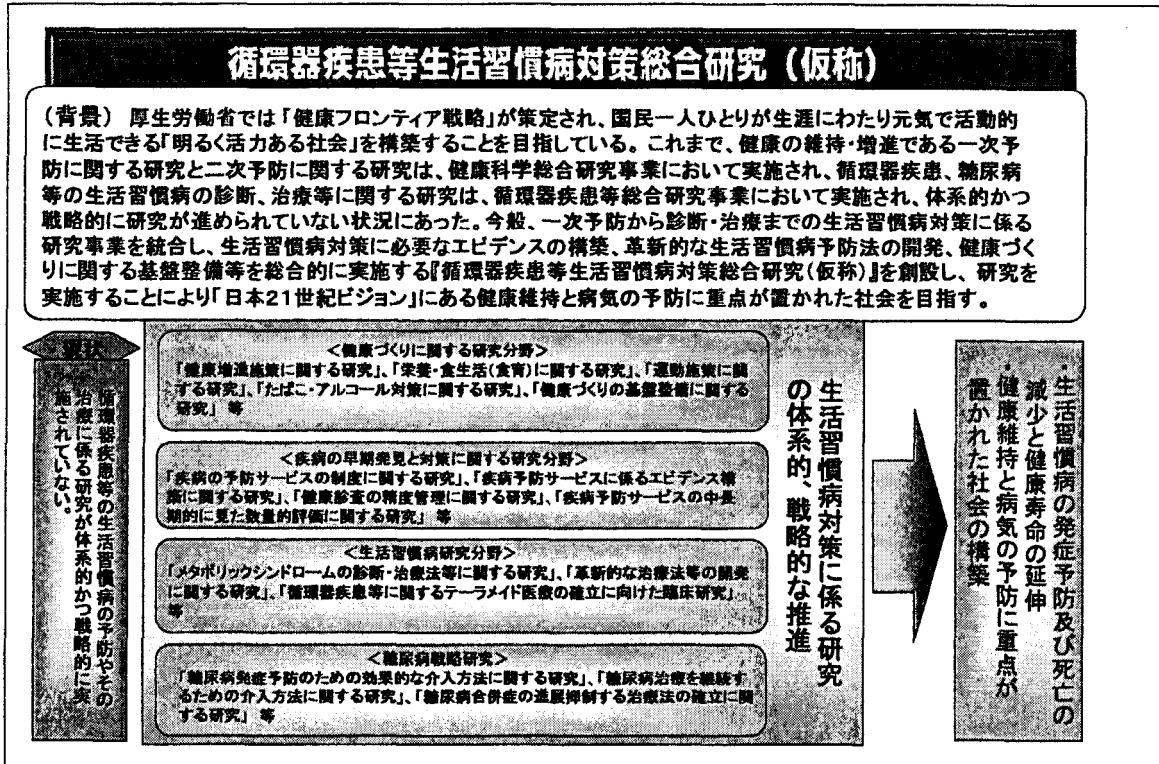 循環器疾患等生活習慣病対策総合研究（仮称）
（背景） 厚生労働省では「健康フロンティア戦略」が策定され、国民一人ひとりが生涯にわたり元気で活動的
に生活できる「明るく活力ある社会」を構築することを目指している。これまで、健康の維持・増進である一次予
防に関する研究と二次予防に関する研究は、健康科学総合研究事業において実施され、循環器疾患、糖尿病
等の生活習慣病の診断、治療等に関する研究は、循環器疾患等総合研究事業において実施され、体系的かつ
戦略的に研究が進められていない状況にあった。今般、一次予防から診断・治療までの生活習慣病対策に係る
研究事業を統合し、生活習慣病対策に必要なエビデンスの構築、革新的な生活習慣病予防法の開発、健康づく
りに関する基盤整備等を総合的に実施する『循環器疾患等生活習慣病対策総合研究（仮称）』を創設し、研究を
実施することにより「日本21世紀ビジョン」にある健康維持と病気の予防に重点が置かれた社会を目指す。
現状
循環器疾患等の生活習慣病の予防やその
治療に係る研究が体系的かつ戦略的に実
施されていない。
＜健康づくりに関する研究分野＞
「健康増進施策に関する研究」、「栄養・食生活（食育）に関する研究」、「運動施策に関
する研究」、「たばこ・アルコール対策に関する研究」、「健康づくりの基盤整備に関する
研究」 等
＜疾病の早期発見と対策に関する研究分野＞
「疾病の予防サービスの制度に関する研究」、「疾病予防サービスに係るエビデンス構
築に関する研究」、「健康診査の精度管理に関する研究」、「疾病予防サービスの中長
期的に見た数量的評価に関する研究」 等
＜生活習慣病研究分野＞
「メタボリックシンドロームの診断・治療法等に関する研究」、「革新的な治療法等の開発
に関する研究」、「循環器疾患等に関するテーラメイド医療の確立に向けた臨床研究」
等
＜糖尿病戦略研究＞
「糖尿病発症予防のための効果的な介入方法に関する研究」、「糖尿病治療を継続す
るための介入方法に関する研究」、「糖尿病合併症の進展抑制する治療法の確立に関
する研究」 等
生活習慣病対策に係る研究
の体系的、戦略的な推進
・生活習慣病の発症予防及び死亡の
減少と健康寿命の延伸
・健康維持と病気の予防に重点が
置かれた社会の構築